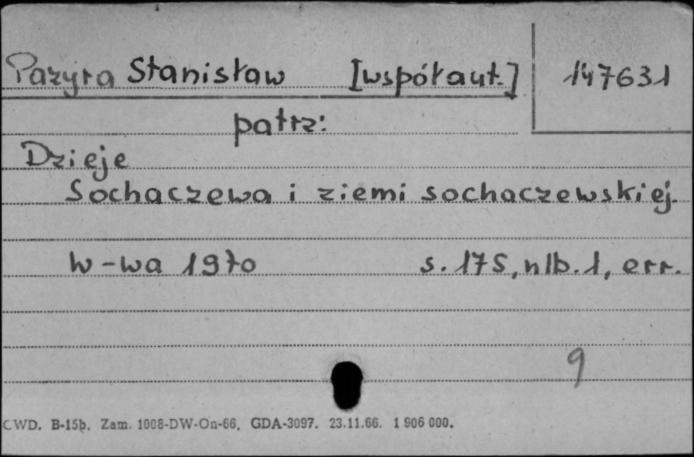 Pazyra Stanisław [współaut.] 147631
patrz:
Dzieje
Sochaczewa i ziemi sochaczewskiej.
W-wa 1970 s. 175, nlb. 1, err.
9
CWD. B-15b. Zam. 1008-DW-On-66. GDA-3097. 23.11.66. 1 906 000.